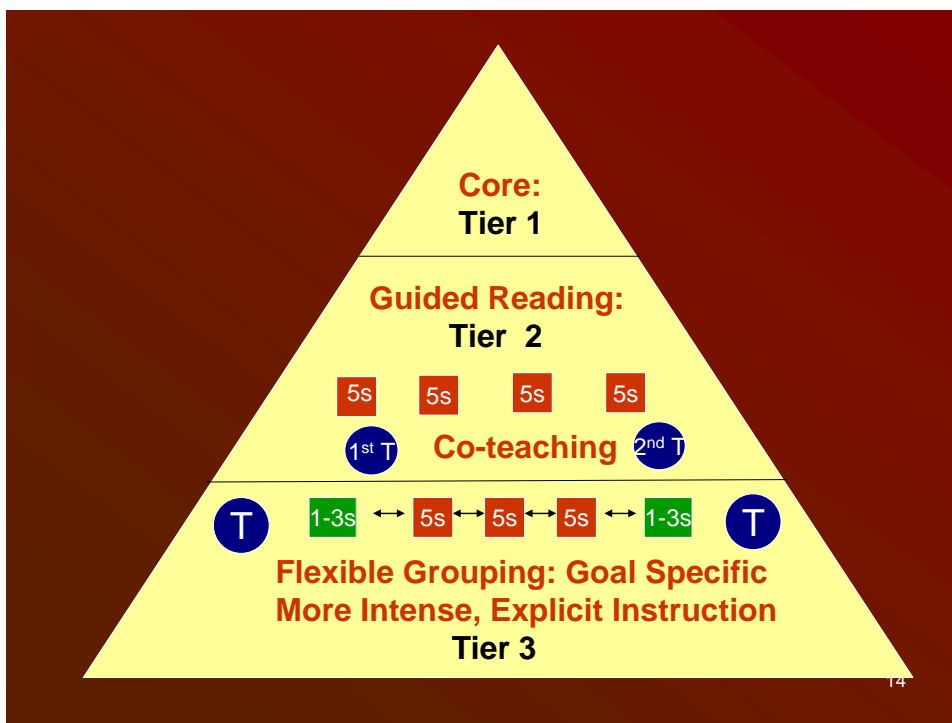 Core:
Tier 1
Guided Reading:
Tier 2
5s 5s 5s 5s
1st T Co-teaching 2nd T
T 1-3s 5s 5s 5s 1-3s T
Flexible Grouping: Goal Specific
More Intense, Explicit Instruction
Tier 3
14